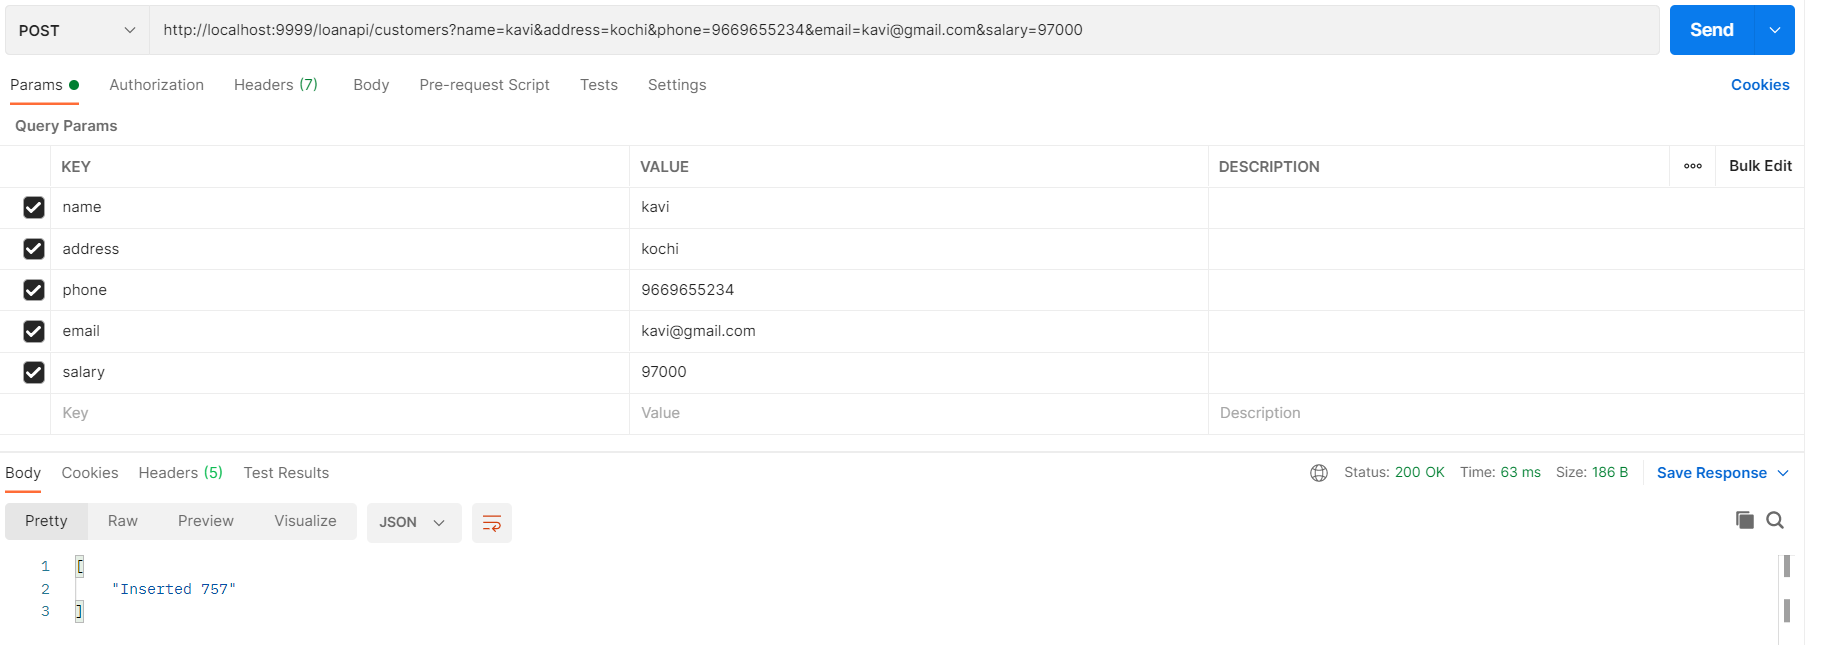 POST http://localhost:9999/loanapi/customers?name=kavi&address=kochi&phone=9669655234&email=kavi@gmail.com&salary=97000 Send
Params Authorization Headers (7) Body Pre-request Script Tests Settings Cookies
Query Params
KEY VALUE DESCRIPTION ooo Bulk Edit
name kavi
address kochi
phone 9669655234
email kavi@gmail.com
salary 97000
Key Value Description
Body Cookies Headers (5) Test Results Status: 200 OK Time: 63 ms Size: 186 B Save Response
Pretty Raw Preview Visualize JSON
1 [
2 "Inserted 757"
3 ]